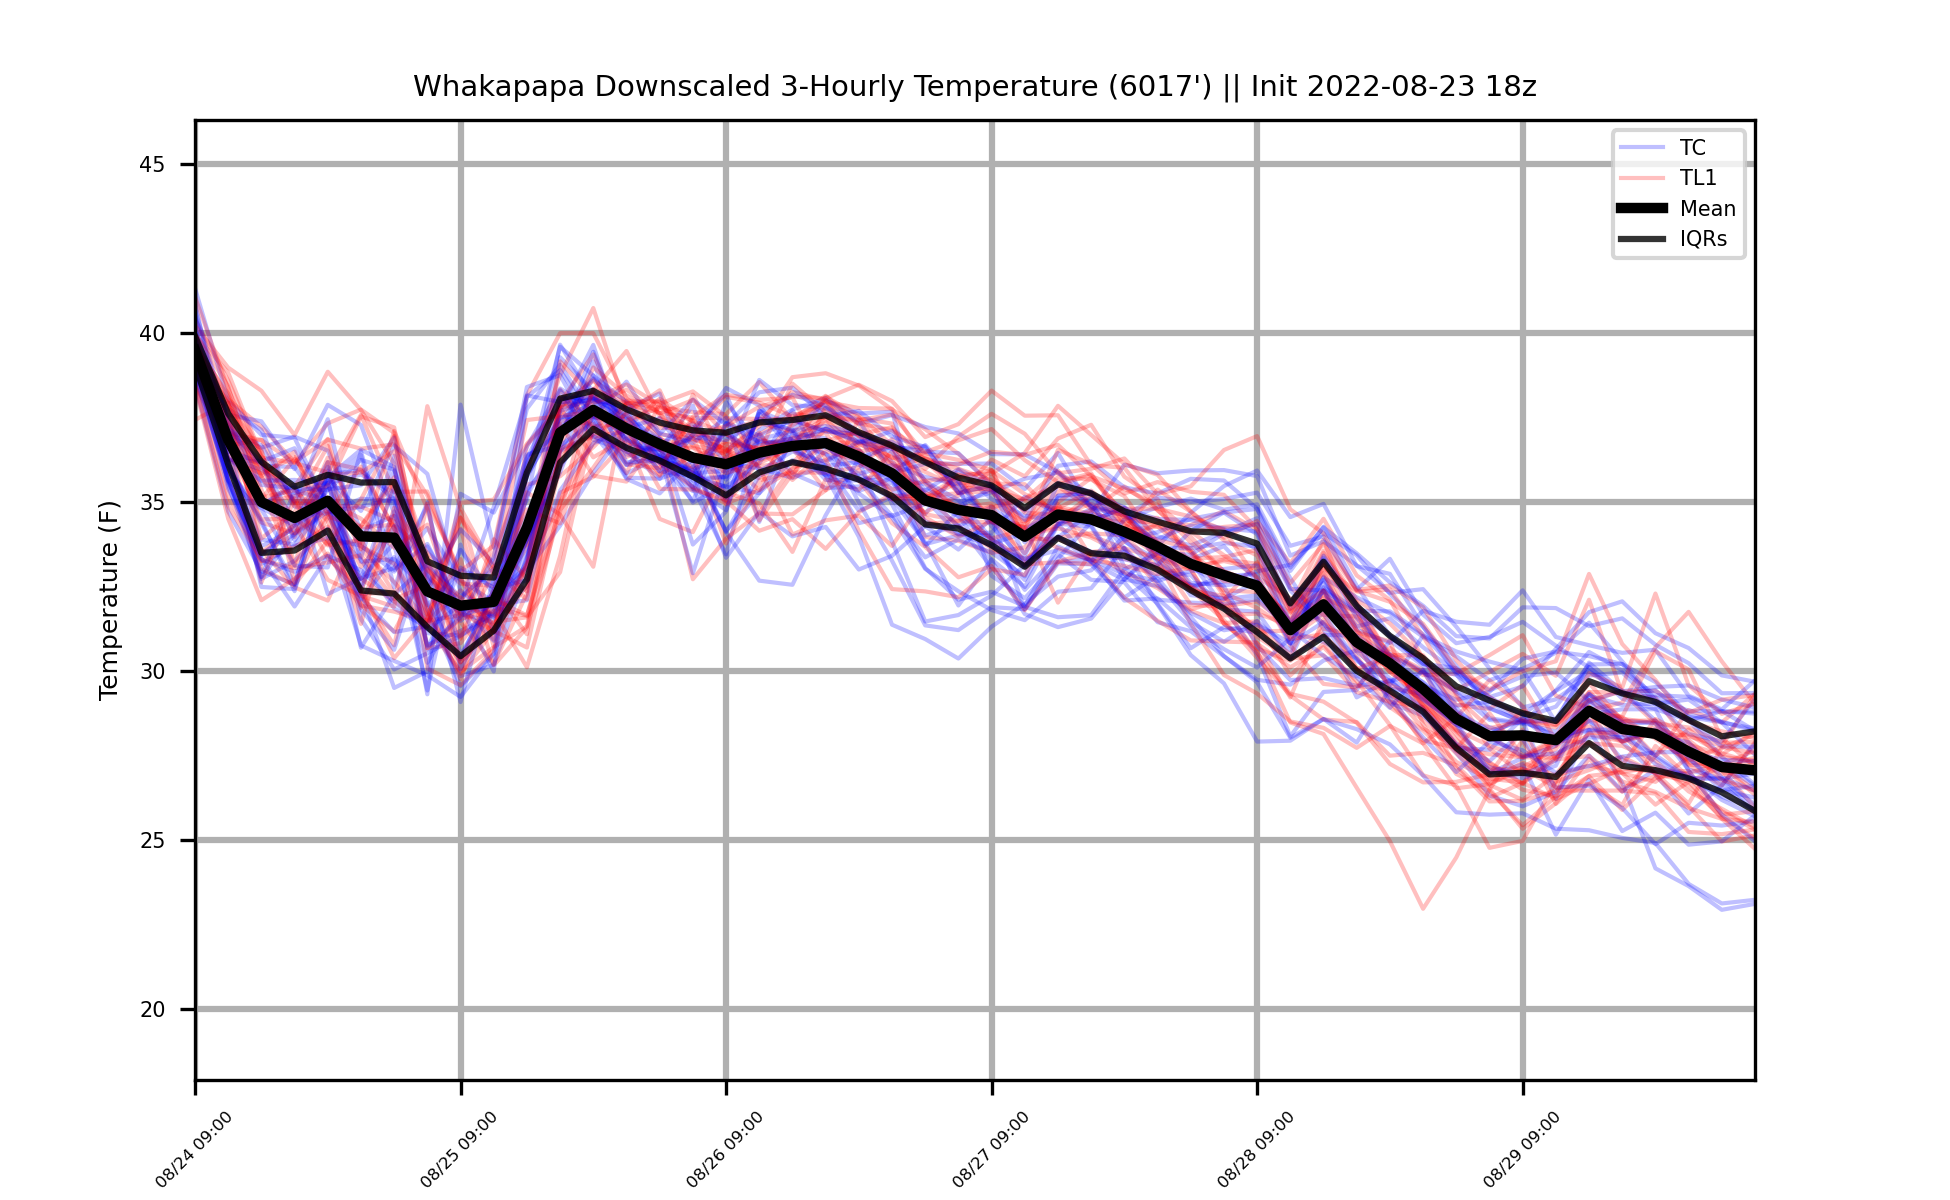 Whakapapa Downscaled 3-Hourly Temperature (6017') || Init 2022-08-23 18z
TC
TL1
Mean
IQRs
Temperature (F)
45
40
35
30
25
20
08/24 09:00
08/25 09:00
08/26 09:00
08/27 09:00
08/28 09:00
08/29 09:00